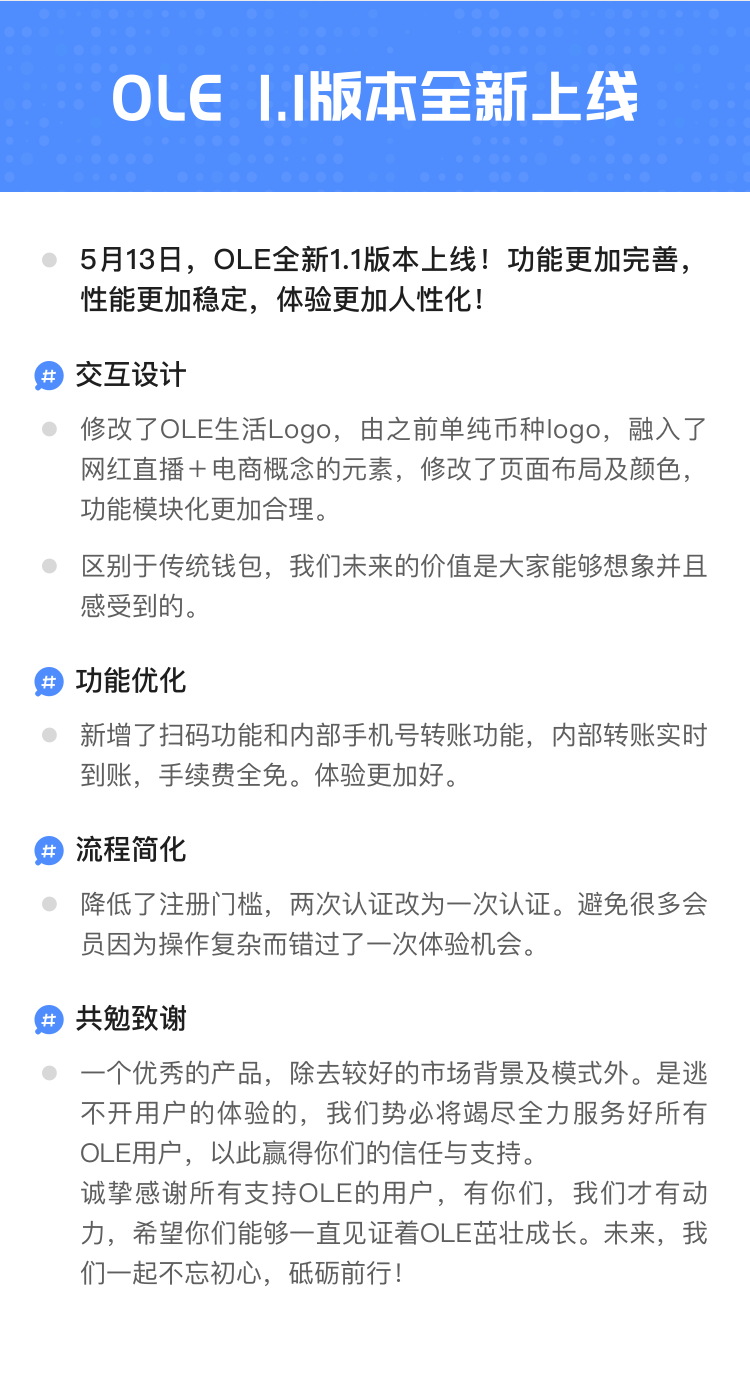 OLE 1.1版本全新上线
5月13日，OLE全新1.1版本上线！功能更加完善，
性能更加稳定，体验更加人性化！
# 交互设计
修改了OLE生活Logo，由之前单纯币种logo，融入了
网红直播＋电商概念的元素，修改了页面布局及颜色，
功能模块化更加合理。
区别于传统钱包，我们未来的价值是大家能够想象并且
感受到的。
# 功能优化
新增了扫码功能和内部手机号转账功能，内部转账实时
到账，手续费全免。体验更加好。
# 流程简化
降低了注册门槛，两次认证改为一次认证。避免很多会
员因为操作复杂而错过了一次体验机会。
# 共勉致谢
一个优秀的产品，除去较好的市场背景及模式外。是逃
不开用户的体验的，我们势必将竭尽全力服务好所有
OLE用户，以此赢得你们的信任与支持。
诚挚感谢所有支持OLE的用户，有你们，我们才有动
力，希望你们能够一直见证着OLE茁壮成长。未来，我
们一起不忘初心，砥砺前行！